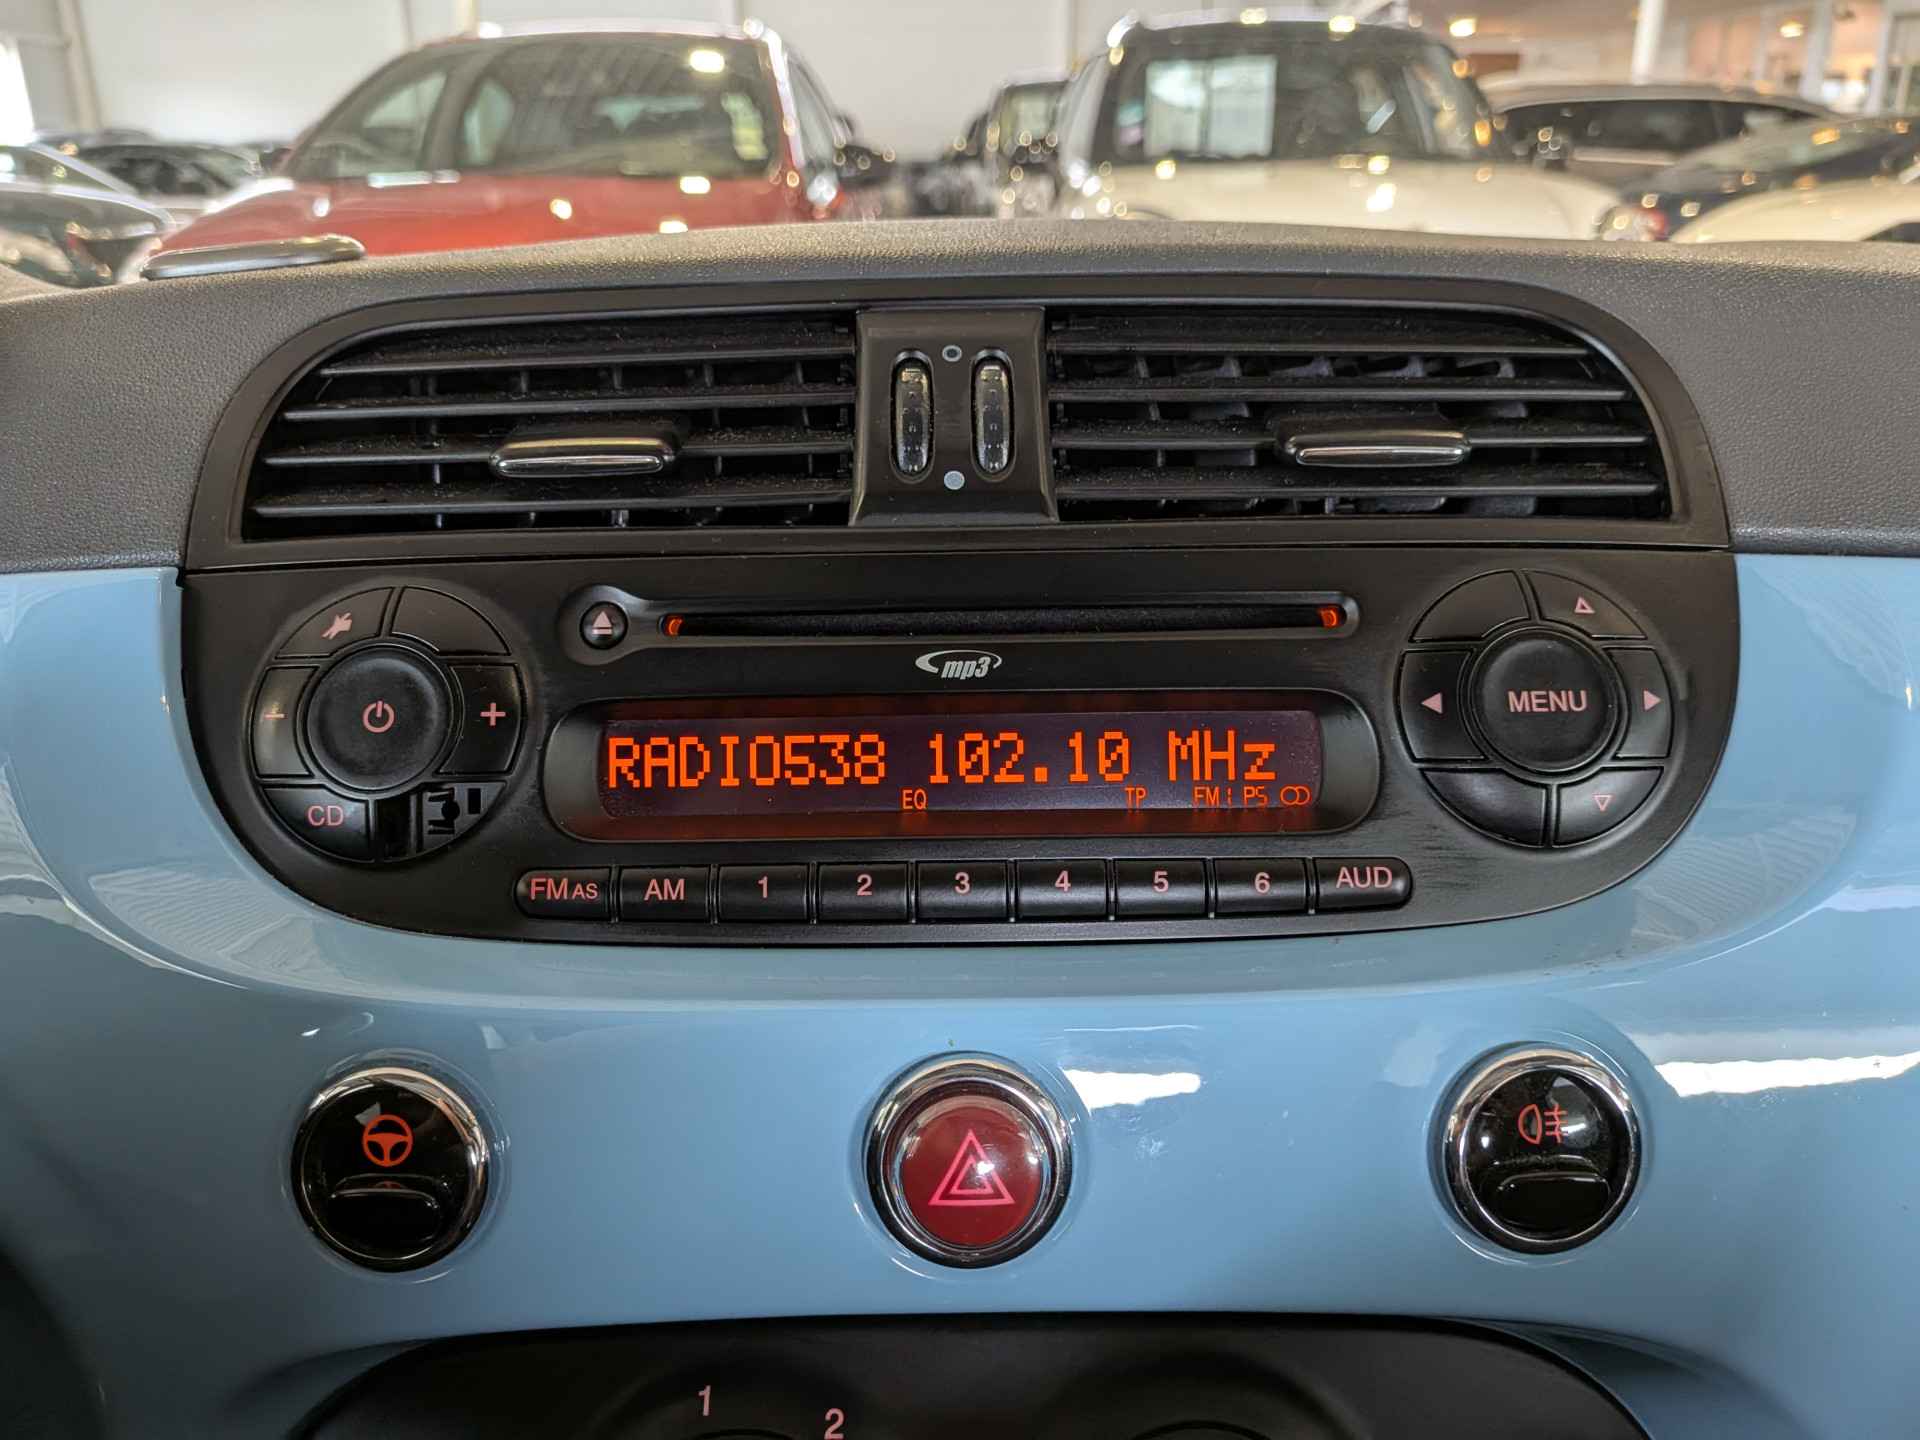 mp3
RADIO538 102.10 MHz
EQ TP FM1 PS
MENU
CD
FM AS AM 1 2 3 4 5 6 AUD
1
2